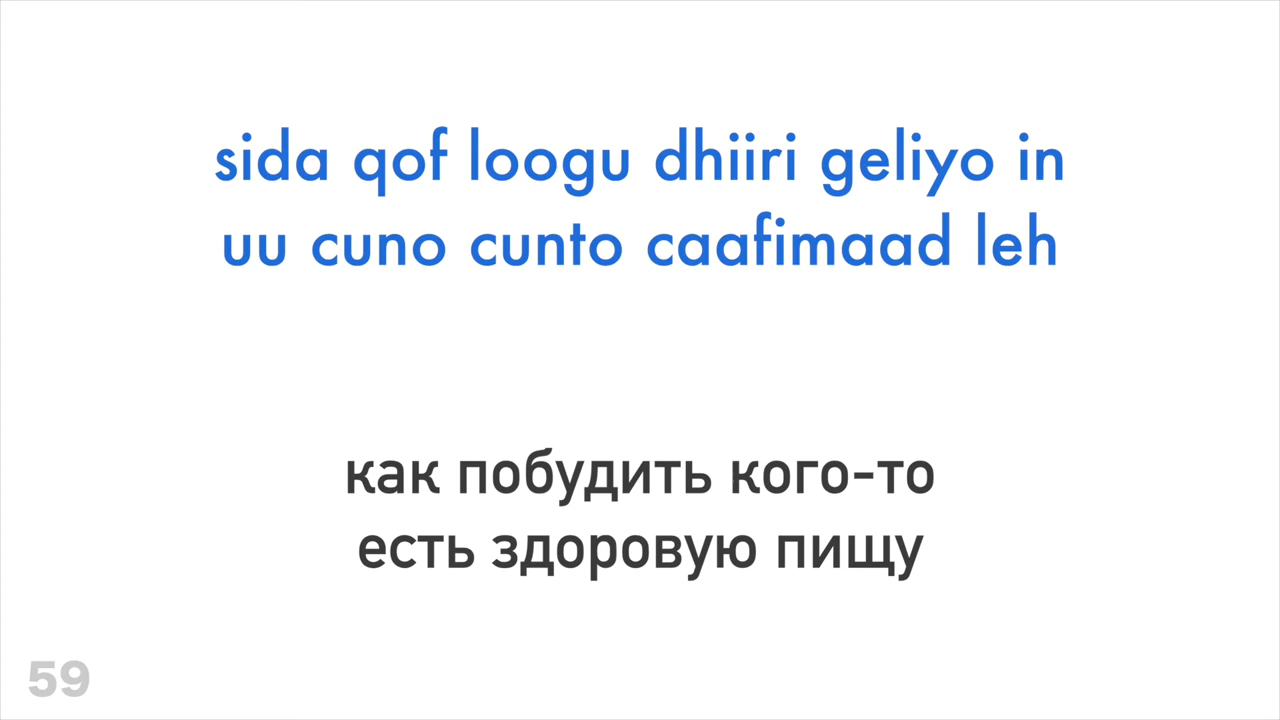 sida qof loogu dhiiri geliyo in
uu cuno cunto caafimaad leh
как побудить кого-то
есть здоровую пищу
59